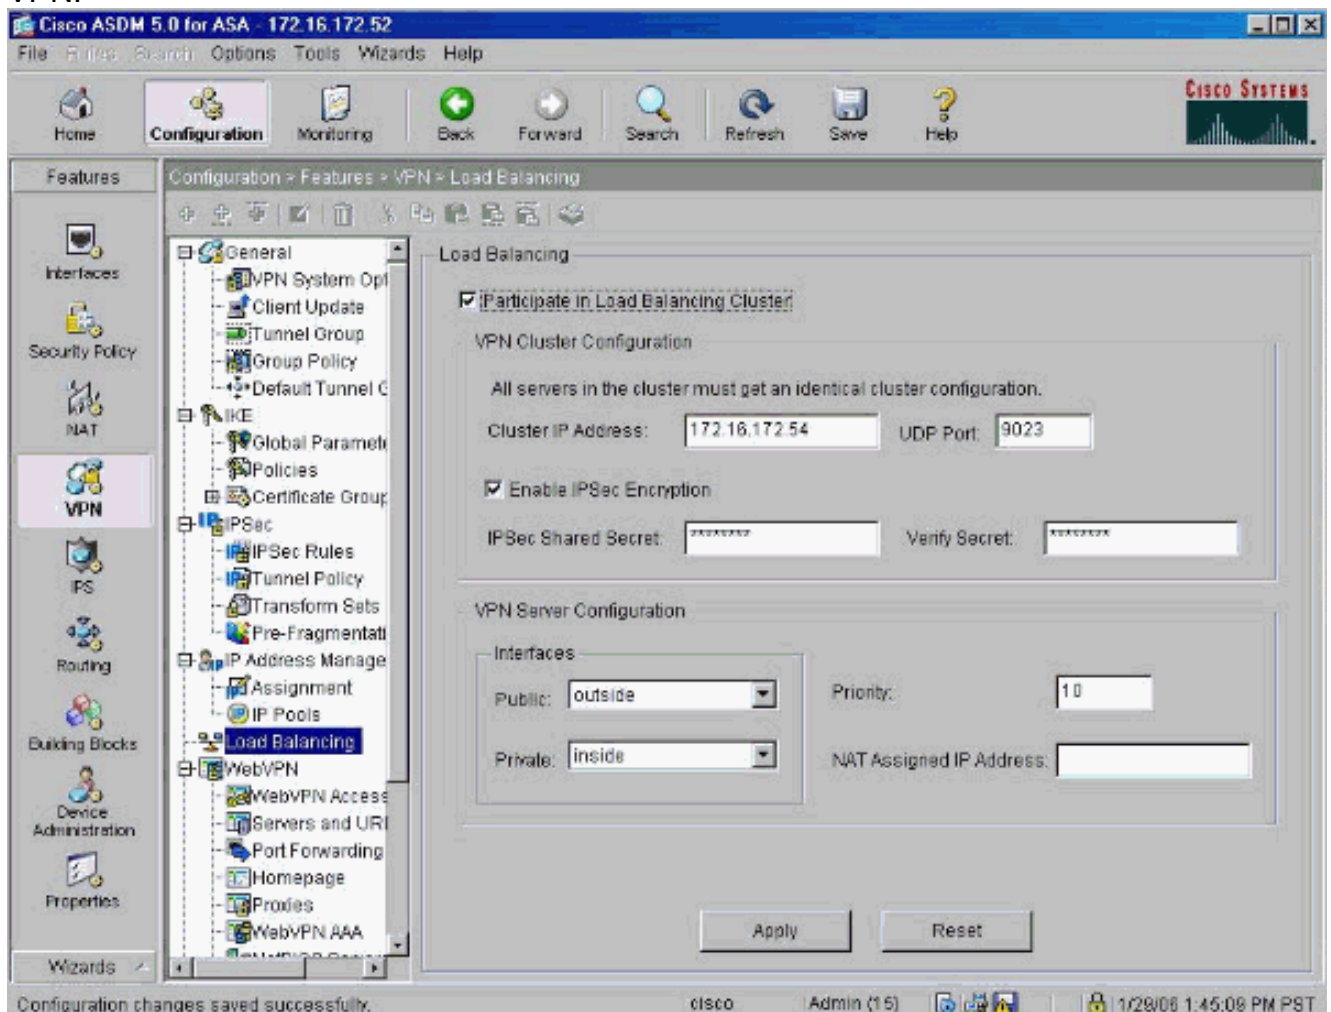 Cisco ASDM 5.0 for ASA - 172.16.172.52
File Rules Search Options Tools Wizards Help
Home Configuration Monitoring Back Forward Search Refresh Save Help
CISCO SYSTEMS
Features
Configuration > Features > VPN > Load Balancing
Interfaces
Security Policy
NAT
VPN
IPS
Routing
Building Blocks
Device
Administration
Properties
Wizards
General
VPN System Opt
Client Update
Tunnel Group
Group Policy
Default Tunnel G
IKE
Global Paramete
Policies
Certificate Group
IPSec
IPSec Rules
Tunnel Policy
Transform Sets
Pre-Fragmentati
IP Address Manage
Assignment
IP Pools
Load Balancing
WebVPN
WebVPN Access
Servers and URL
Port Forwarding
Homepage
Proxies
WebVPN AAA
Load Balancing
Participate in Load Balancing Cluster
VPN Cluster Configuration
All servers in the cluster must get an identical cluster configuration.
Cluster IP Address: 172.16.172.54 UDP Port: 9023
Enable IPSec Encryption
IPSec Shared Secret: ******** Verify Secret: ********
VPN Server Configuration
Interfaces
Public: outside
Priority: 10
Private: inside
NAT Assigned IP Address:
Apply Reset
Configuration changes saved successfully. cisco Admin (15) 1/29/06 1:45:09 PM PST